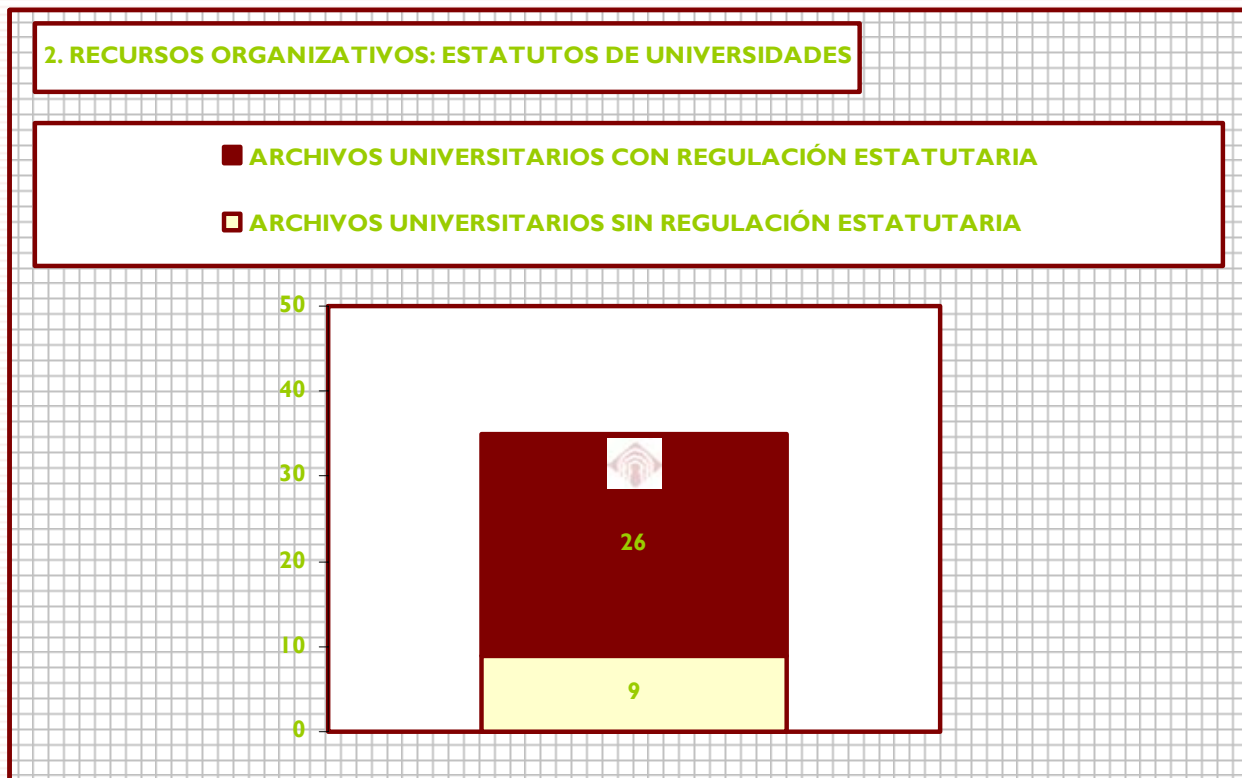 2. RECURSOS ORGANIZATIVOS: ESTATUTOS DE UNIVERSIDADES
ARCHIVOS UNIVERSITARIOS CON REGULACIÓN ESTATUTARIA
ARCHIVOS UNIVERSITARIOS SIN REGULACIÓN ESTATUTARIA
50
40
30
26
20
10
9
0